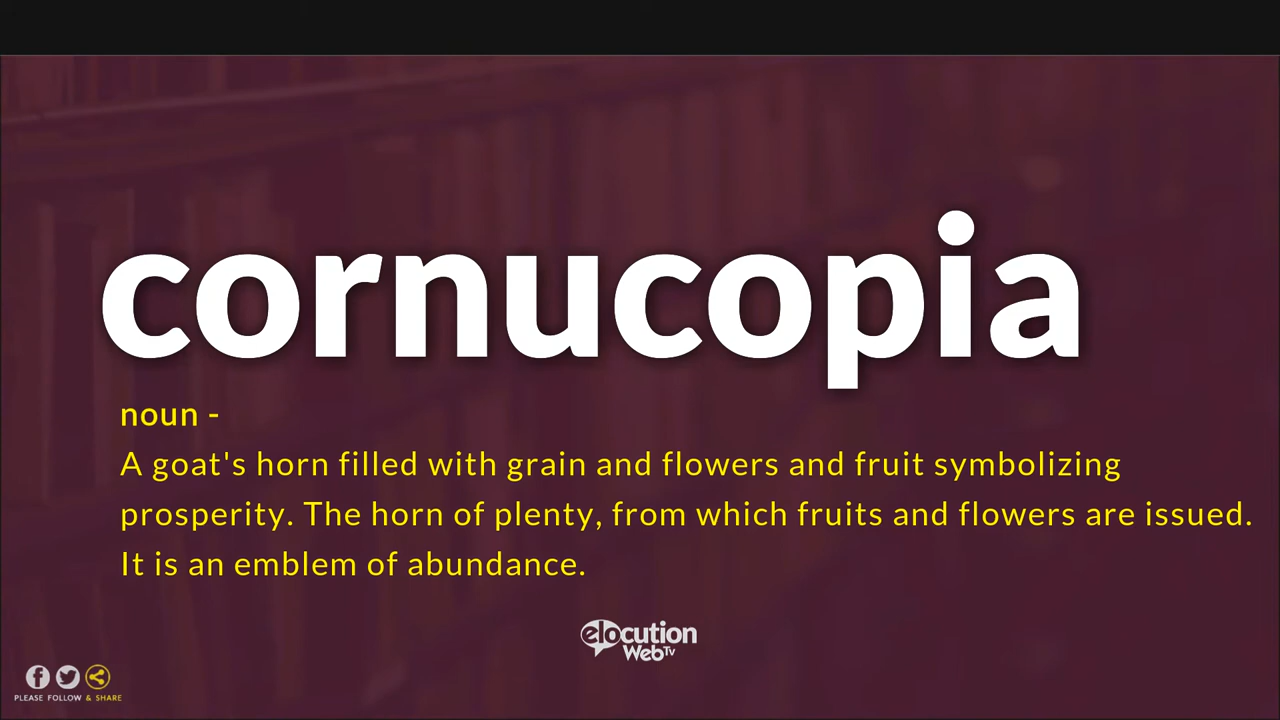 cornucopia
noun -
A goat's horn filled with grain and flowers and fruit symbolizing
prosperity. The horn of plenty, from which fruits and flowers are issued.
It is an emblem of abundance.
elocution
WebTv
PLEASE FOLLOW & SHARE